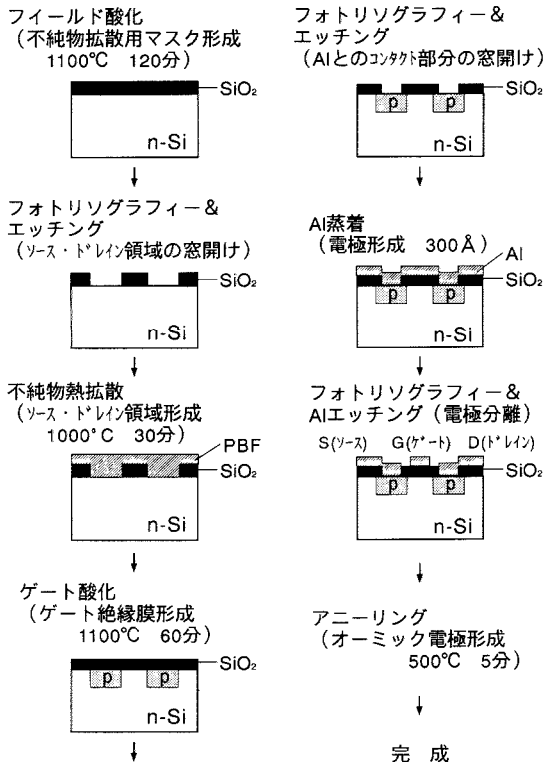 フィールド酸化
(不純物拡散用マスク形成
1100℃ 120分)
SiO₂
n-Si
フォトリソグラフィー&
エッチング
(ｿｰｽ・ﾄﾞﾚｲﾝ領域の窓開け)
SiO₂
n-Si
不純物熱拡散
(ｿｰｽ・ﾄﾞﾚｲﾝ領域形成
1000°C 30分)
PBF
SiO₂
n-Si
ゲート酸化
(ゲート絶縁膜形成
1100℃ 60分)
SiO₂
p p
n-Si
フォトリソグラフィー&
エッチング
(Alとのｺﾝﾀｸﾄ部分の窓開け)
SiO₂
p p
n-Si
Al蒸着
(電極形成 300Å)
Al
SiO₂
p p
n-Si
フォトリソグラフィー&
Alエッチング(電極分離)
S(ｿｰｽ) G(ｹﾞｰﾄ) D(ﾄﾞﾚｲﾝ)
SiO₂
p p
n-Si
アニーリング
(オーミック電極形成
500℃ 5分)
完 成